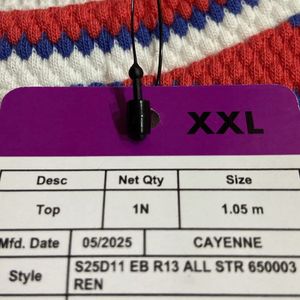 XXL
Desc Net Qty Size
Top 1N 1.05 m
Mfd. Date 05/2025 CAYENNE
Style S25D11 EB R13 ALL STR 650003
REN